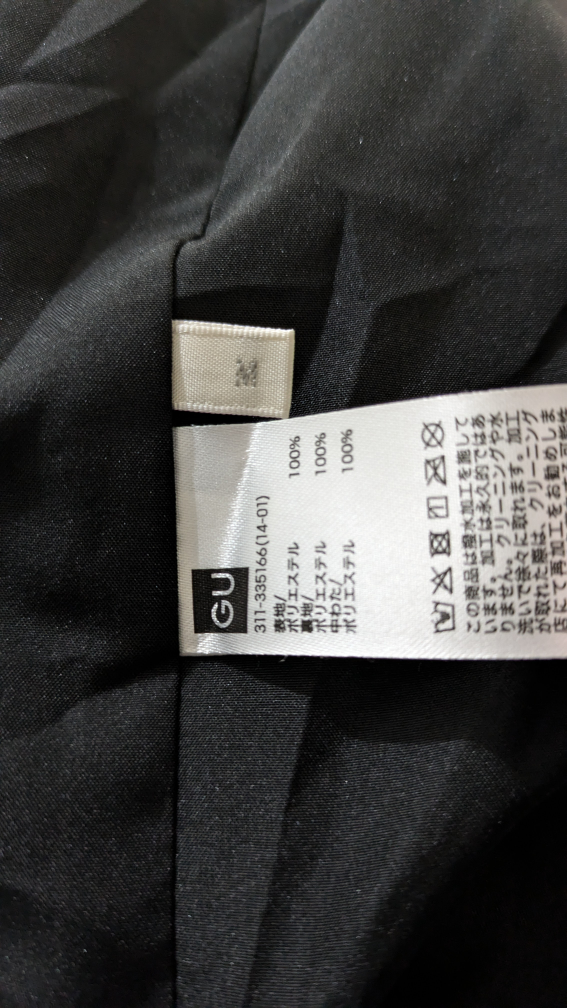 GU
311-335166(14-01)
表地/
ポリエステル 100%
裏地/
ポリエステル 100%
中わた/
ポリエステル 100%
この商品は撥水加工を施して
います。加工は永久的ではあ
りません。クリーニングや水
洗いで徐々に取れます。加工
が取れた際は、クリーニング
店にて再加工をお勧めしま